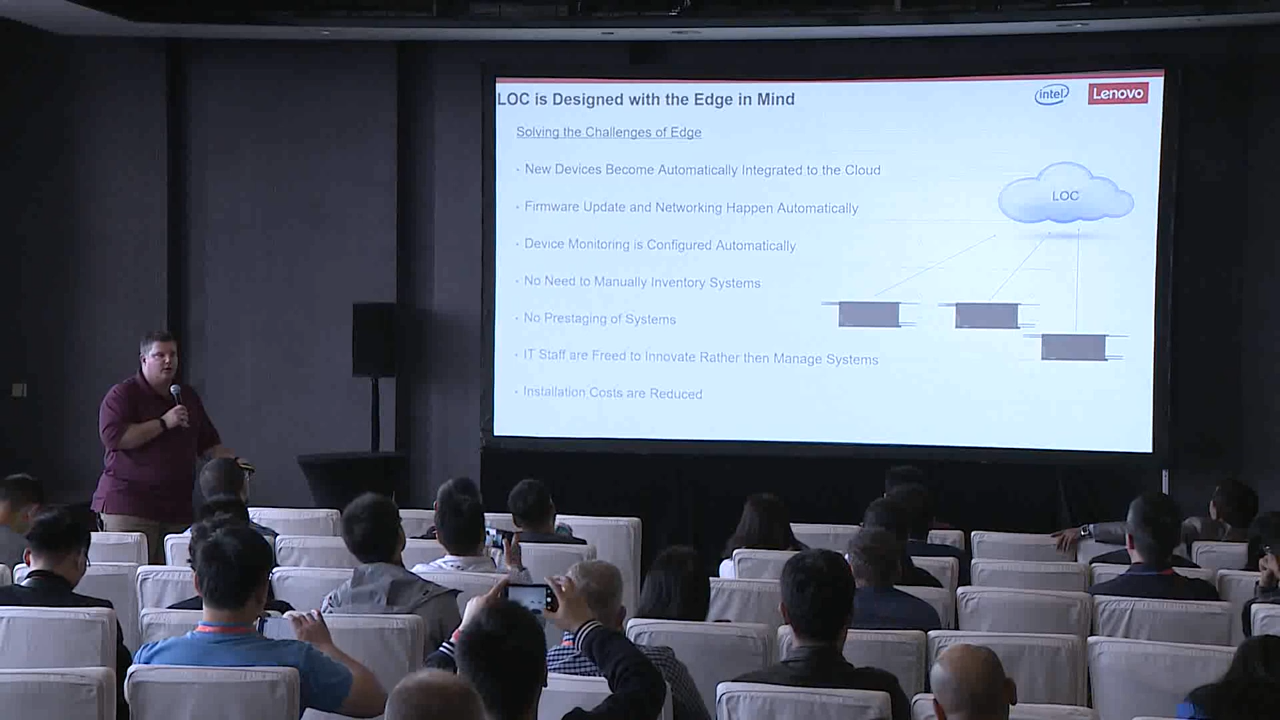 LOC is Designed with the Edge in Mind
intel
Lenovo
Solving the Challenges of Edge
· New Devices Become Automatically Integrated to the Cloud
· Firmware Update and Networking Happen Automatically
· Device Monitoring is Configured Automatically
· No Need to Manually Inventory Systems
· No Prestaging of Systems
· IT Staff are Freed to Innovate Rather then Manage Systems
· Installation Costs are Reduced
LOC